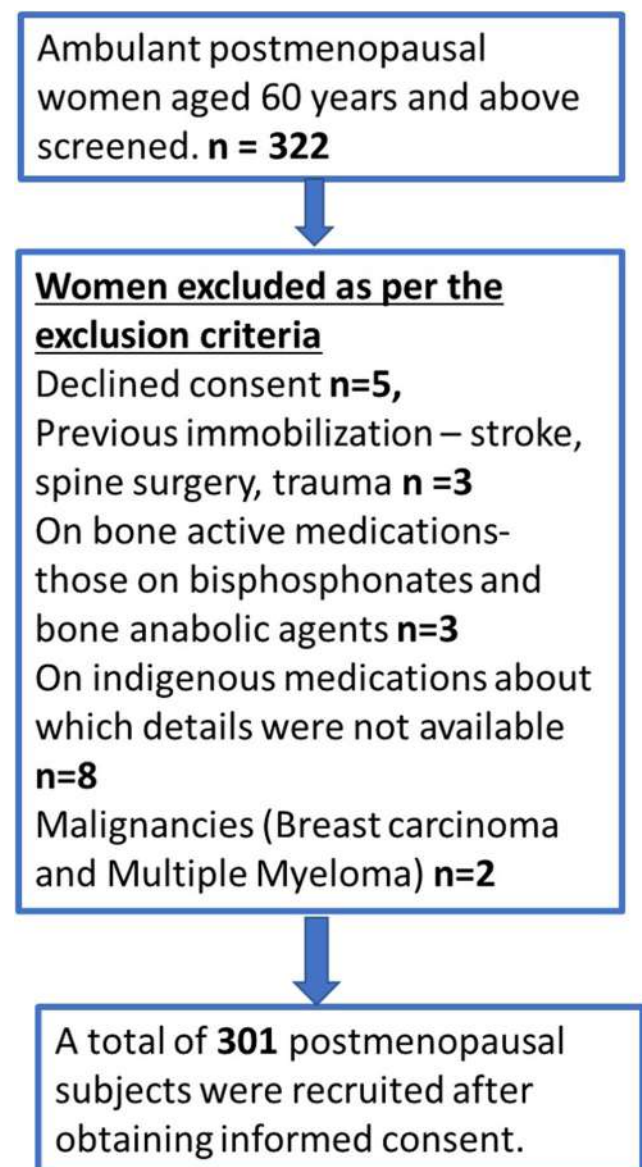 Ambulant postmenopausal
women aged 60 years and above
screened. n = 322
Women excluded as per the
exclusion criteria
Declined consent n=5,
Previous immobilization – stroke,
spine surgery, trauma n =3
On bone active medications-
those on bisphosphonates and
bone anabolic agents n=3
On indigenous medications about
which details were not available
n=8
Malignancies (Breast carcinoma
and Multiple Myeloma) n=2
A total of 301 postmenopausal
subjects were recruited after
obtaining informed consent.